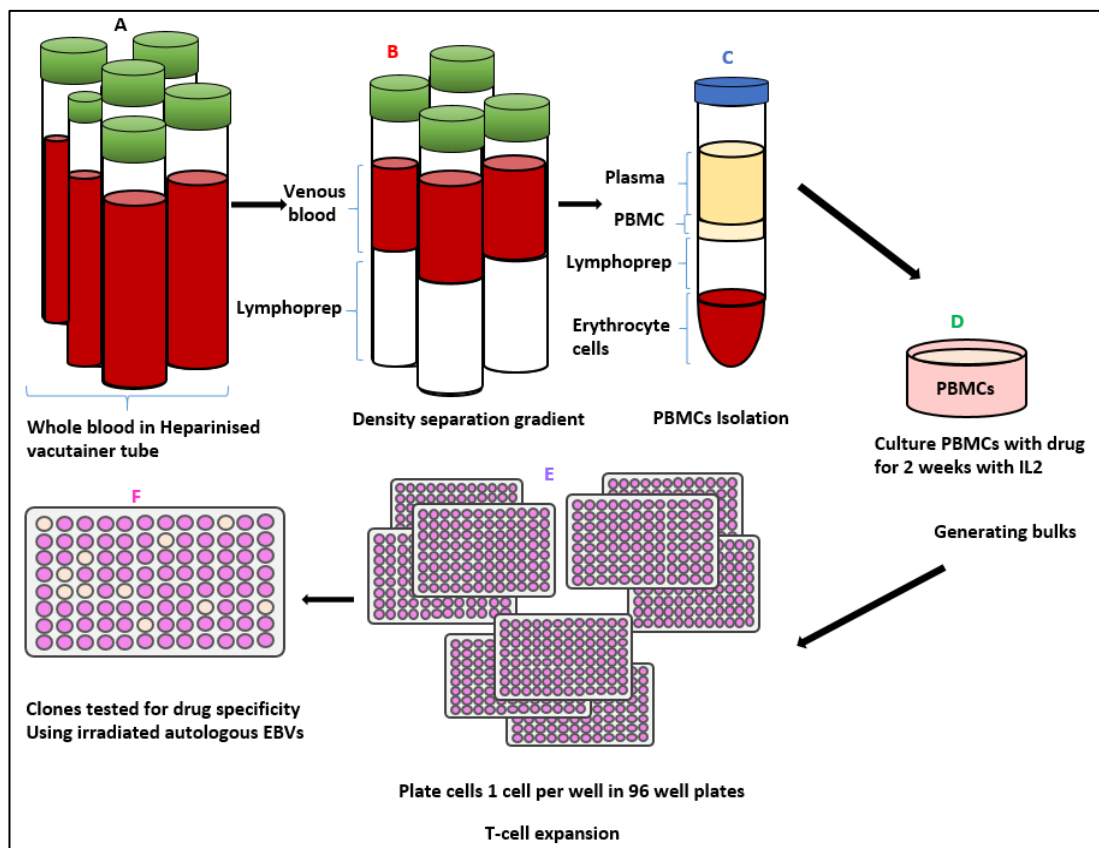 A
B
C
Venous
blood
Lymphoprep
Plasma
PBMC
Lymphoprep
Erythrocyte
cells
Whole blood in Heparinised
vacutainer tube
Density separation gradient
PBMCs Isolation
D
PBMCs
Culture PBMCs with drug
for 2 weeks with IL2
Generating bulks
E
Plate cells 1 cell per well in 96 well plates
T-cell expansion
F
Clones tested for drug specificity
Using irradiated autologous EBVs